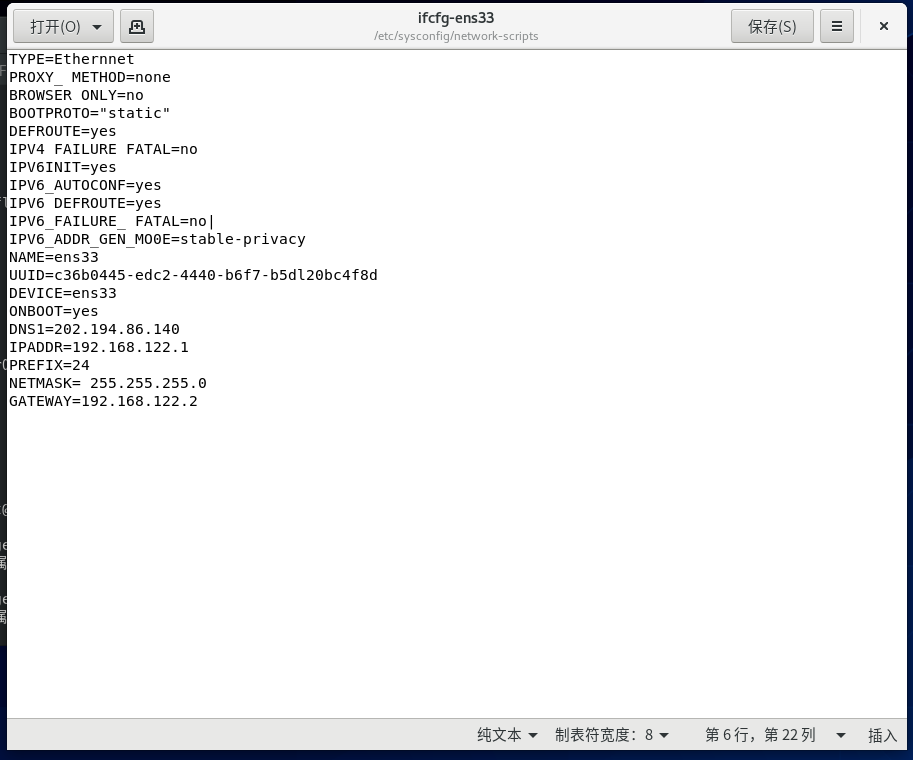 打开(O)
ifcfg-ens33
/etc/sysconfig/network-scripts
保存(S)
TYPE=Ethernnet
PROXY_ METHOD=none
BROWSER ONLY=no
BOOTPROTO="static"
DEFROUTE=yes
IPV4 FAILURE FATAL=no
IPV6INIT=yes
IPV6_AUTOCONF=yes
IPV6 DEFROUTE=yes
IPV6_FAILURE_ FATAL=no
IPV6_ADDR_GEN_MO0E=stable-privacy
NAME=ens33
UUID=c36b0445-edc2-4440-b6f7-b5dl20bc4f8d
DEVICE=ens33
ONBOOT=yes
DNS1=202.194.86.140
IPADDR=192.168.122.1
PREFIX=24
NETMASK= 255.255.255.0
GATEWAY=192.168.122.2
纯文本 制表符宽度：8 第 6 行，第 22 列 插入